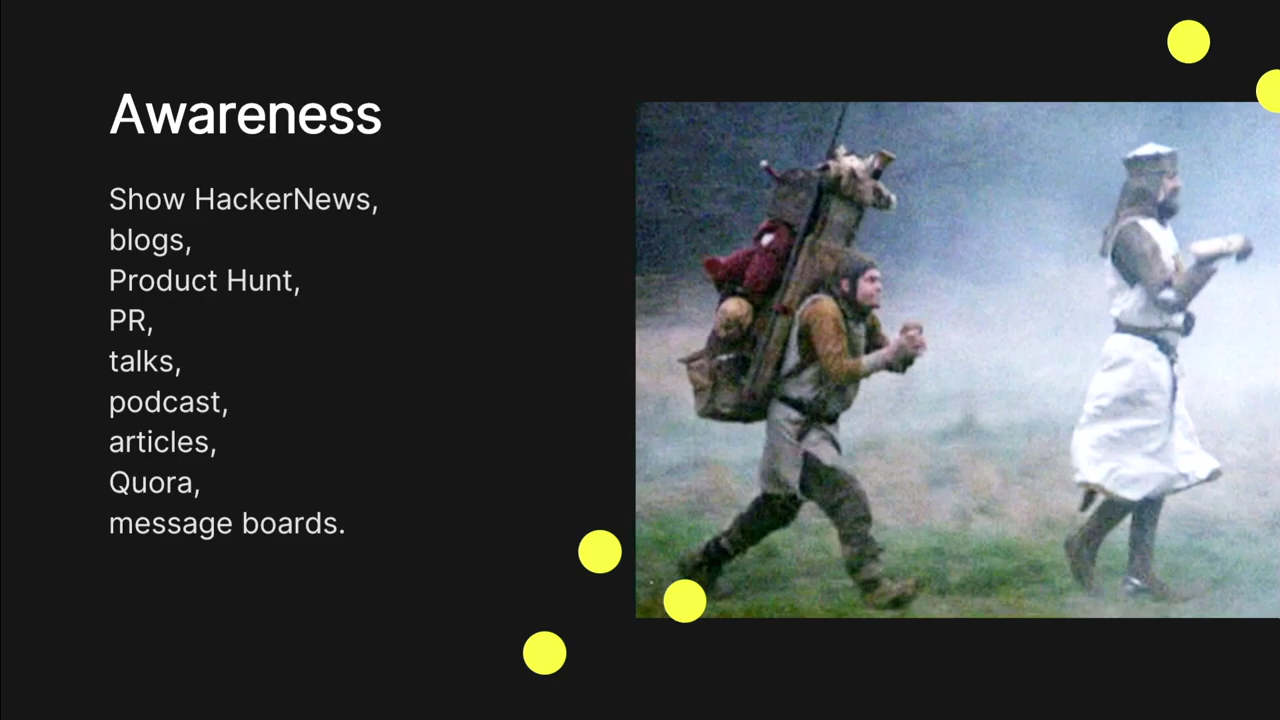 Awareness
Show HackerNews,
blogs,
Product Hunt,
PR,
talks,
podcast,
articles,
Quora,
message boards.